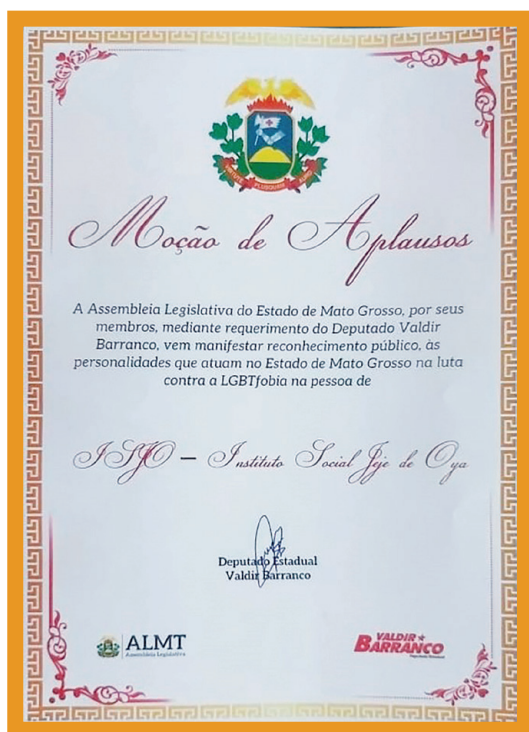 Moção de Aplausos
A Assembleia Legislativa do Estado de Mato Grosso, por seus
membros, mediante requerimento do Deputado Valdir
Barranco, vem manifestar reconhecimento público, às
personalidades que atuam no Estado de Mato Grosso na luta
contra a LGBTfobia na pessoa de
ISJO – Instituto Social Jeje de Oya
Deputado Estadual
Valdir Barranco
ALMT
Assembleia Legislativa
VALDIR
BARRANCO